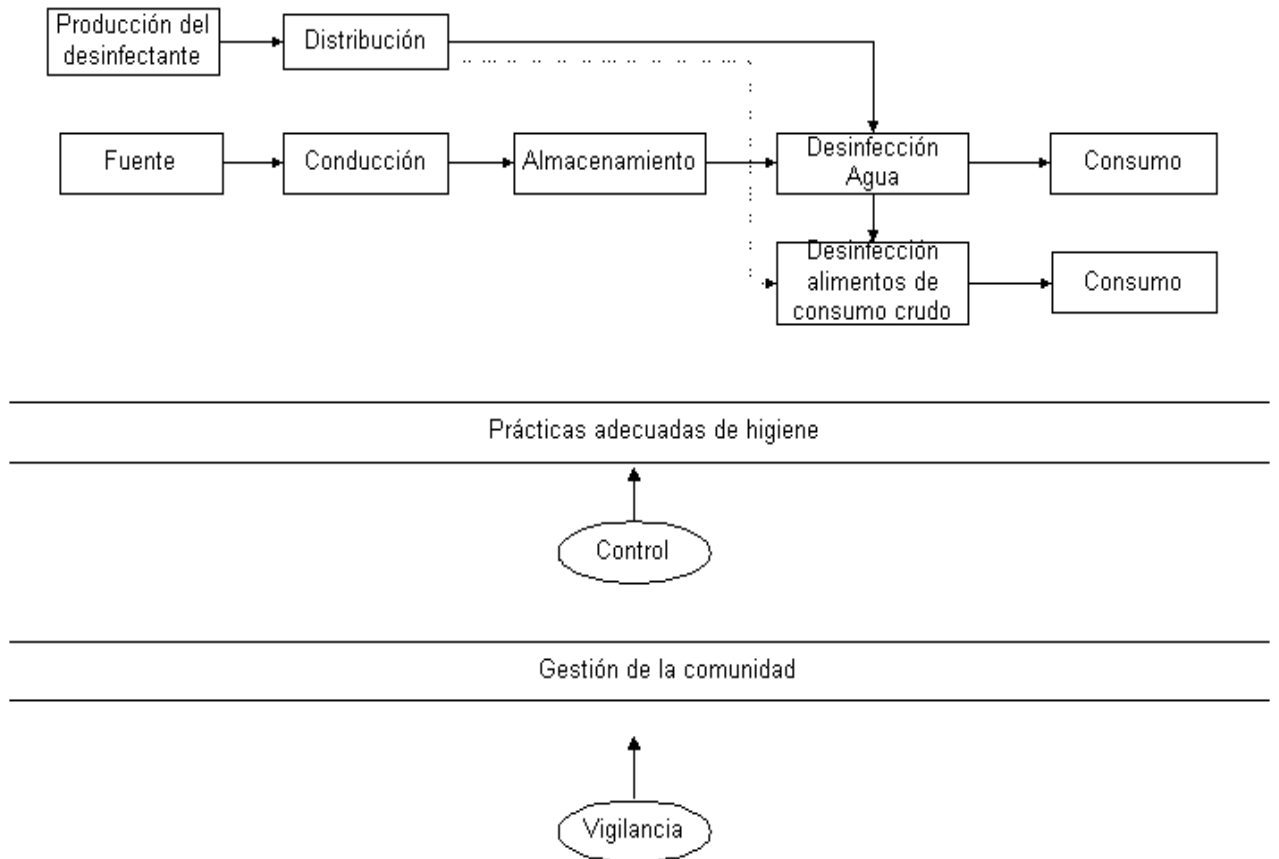 Producción del
desinfectante
Distribución
Fuente
Conducción
Almacenamiento
Desinfección
Agua
Consumo
Desinfección
alimentos de
consumo crudo
Consumo
Prácticas adecuadas de higiene
Control
Gestión de la comunidad
Vigilancia